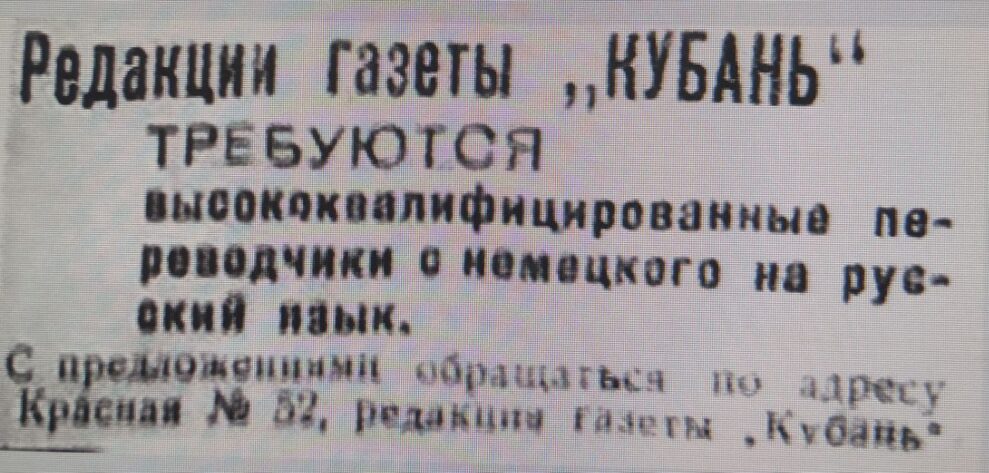 Редакции газеты „КУБАНЬ“
ТРЕБУЮТСЯ
высококвалифицированные пе-
реводчики с немецкого на рус-
ский язык.
С предложениями обращаться по адресу
Красная № 52, редакция газеты „Кубань“